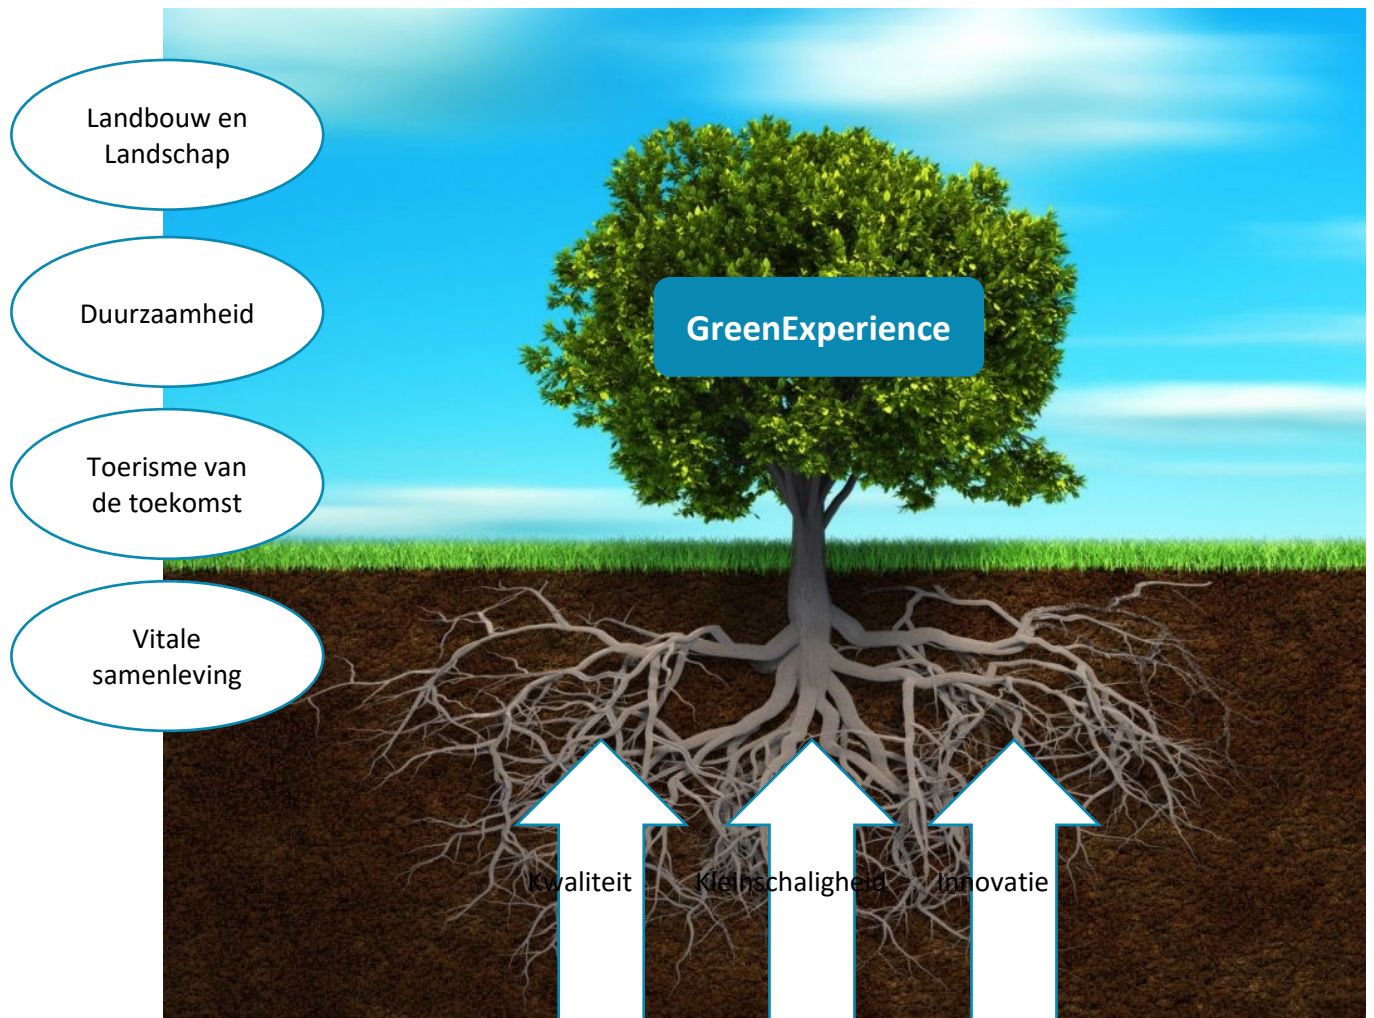 Landbouw en
Landschap
Duurzaamheid
GreenExperience
Toerisme van
de toekomst
Vitale
samenleving
Kwaliteit
Kleinschaligheid
Innovatie